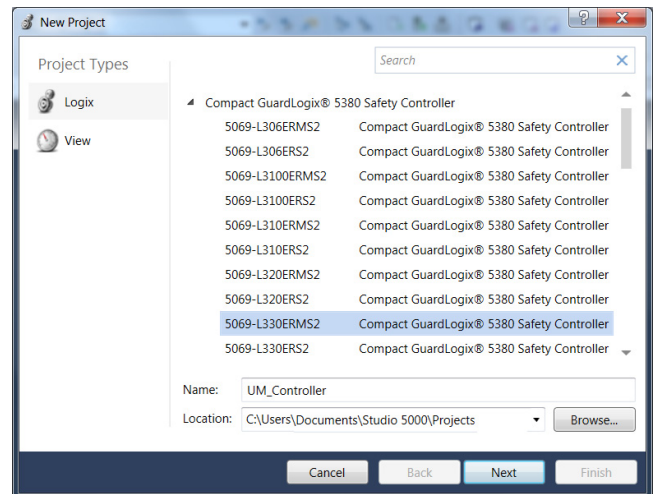 New Project
Search
Project Types
Logix
View
Compact GuardLogix® 5380 Safety Controller
5069-L306ERMS2 Compact GuardLogix® 5380 Safety Controller
5069-L306ERS2 Compact GuardLogix® 5380 Safety Controller
5069-L3100ERMS2 Compact GuardLogix® 5380 Safety Controller
5069-L3100ERS2 Compact GuardLogix® 5380 Safety Controller
5069-L310ERMS2 Compact GuardLogix® 5380 Safety Controller
5069-L310ERS2 Compact GuardLogix® 5380 Safety Controller
5069-L320ERMS2 Compact GuardLogix® 5380 Safety Controller
5069-L320ERS2 Compact GuardLogix® 5380 Safety Controller
5069-L330ERMS2 Compact GuardLogix® 5380 Safety Controller
5069-L330ERS2 Compact GuardLogix® 5380 Safety Controller
Name: UM_Controller
Location: C:\Users\Documents\Studio 5000\Projects Browse...
Cancel Back Next Finish